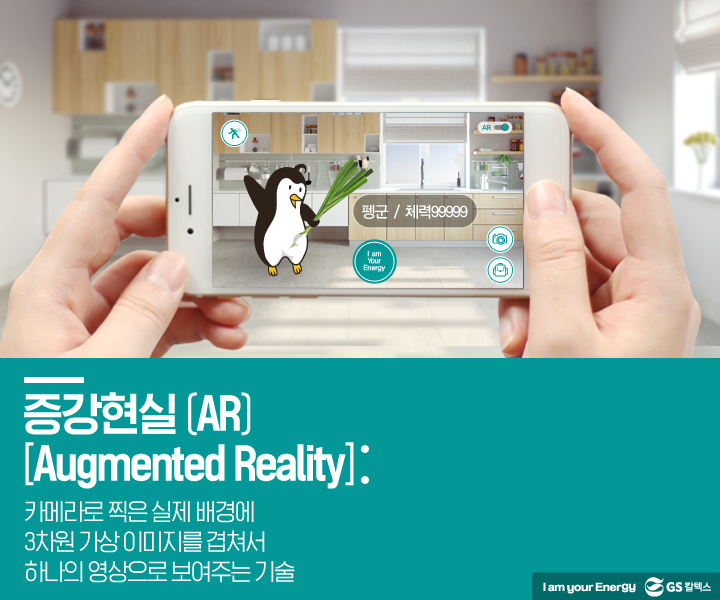 AR
펭군 / 체력99999
I am
Your
Energy
증강현실 (AR)
[Augmented Reality]:
카메라로 찍은 실제 배경에
3차원 가상 이미지를 겹쳐서
하나의 영상으로 보여주는 기술
I am your Energy GS칼텍스